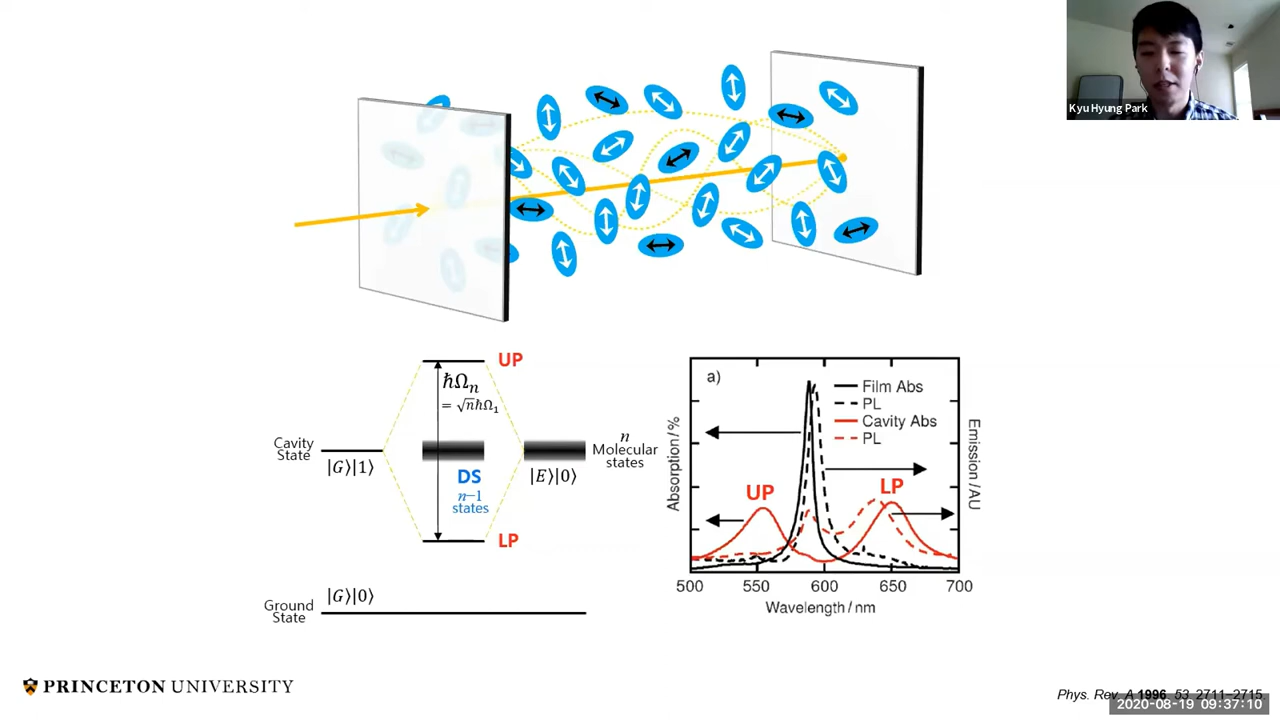 Kyu Hyung Park
UP
ħΩₙ
= √nħΩ₁
Cavity
State
|G⟩|1⟩
DS
n−1
states
|E⟩|0⟩
n
Molecular
states
LP
|G⟩|0⟩
Ground
State
a)
Film Abs
PL
Cavity Abs
PL
UP
LP
Absorption/%
Emission/AU
500 550 600 650 700
Wavelength/nm
PRINCETON UNIVERSITY
Phys. Rev. A 1996, 53, 2711–2715.
2020-08-19 09:37:10